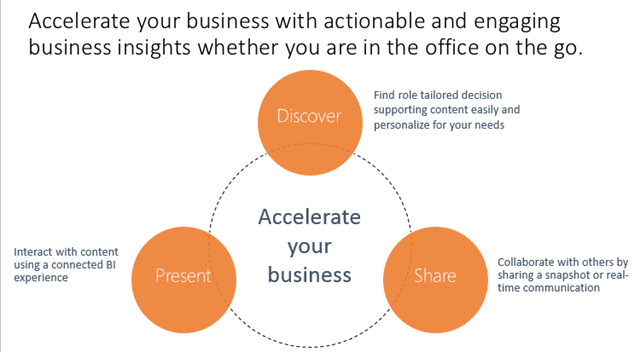 Accelerate your business with actionable and engaging
business insights whether you are in the office on the go.
Discover
Find role tailored decision
supporting content easily and
personalize for your needs
Accelerate
your
business
Interact with content
using a connected BI
experience
Present
Share
Collaborate with others by
sharing a snapshot or real-
time communication